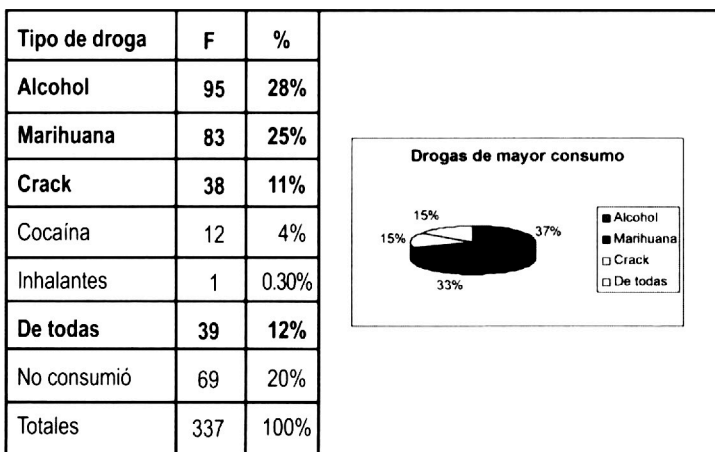 Tipo de droga F %
Alcohol 95 28%
Marihuana 83 25%
Crack 38 11%
Cocaína 12 4%
Inhalantes 1 0.30%
De todas 39 12%
No consumió 69 20%
Totales 337 100%
Drogas de mayor consumo
15%
15%
37%
33%
Alcohol
Marihuana
Crack
De todas